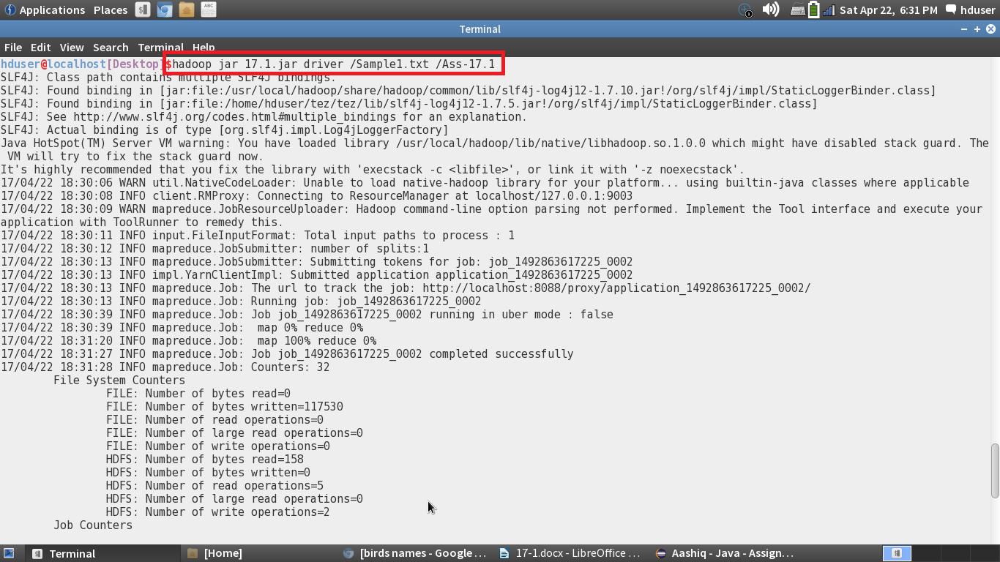 Applications Places Sat Apr 22, 6:31 PM hduser
Terminal
File Edit View Search Terminal Help
hduser@localhost[Desktop]$hadoop jar 17.1.jar driver /Sample1.txt /Ass-17.1
SLF4J: Class path contains multiple SLF4J bindings.
SLF4J: Found binding in [jar:file:/usr/local/hadoop/share/hadoop/common/lib/slf4j-log4j12-1.7.10.jar!/org/slf4j/impl/StaticLoggerBinder.class]
SLF4J: Found binding in [jar:file:/home/hduser/tez/tez/lib/slf4j-log4j12-1.7.5.jar!/org/slf4j/impl/StaticLoggerBinder.class]
SLF4J: See http://www.slf4j.org/codes.html#multiple_bindings for an explanation.
SLF4J: Actual binding is of type [org.slf4j.impl.Log4jLoggerFactory]
Java HotSpot(TM) Server VM warning: You have loaded library /usr/local/hadoop/lib/native/libhadoop.so.1.0.0 which might have disabled stack guard. The
VM will try to fix the stack guard now.
It's highly recommended that you fix the library with 'execstack -c <libfile>', or link it with '-z noexecstack'.
17/04/22 18:30:06 WARN util.NativeCodeLoader: Unable to load native-hadoop library for your platform... using builtin-java classes where applicable
17/04/22 18:30:08 INFO client.RMProxy: Connecting to ResourceManager at localhost/127.0.0.1:9003
17/04/22 18:30:09 WARN mapreduce.JobResourceUploader: Hadoop command-line option parsing not performed. Implement the Tool interface and execute your
application with ToolRunner to remedy this.
17/04/22 18:30:11 INFO input.FileInputFormat: Total input paths to process : 1
17/04/22 18:30:12 INFO mapreduce.JobSubmitter: number of splits:1
17/04/22 18:30:13 INFO mapreduce.JobSubmitter: Submitting tokens for job: job_1492863617225_0002
17/04/22 18:30:13 INFO impl.YarnClientImpl: Submitted application application_1492863617225_0002
17/04/22 18:30:13 INFO mapreduce.Job: The url to track the job: http://localhost:8088/proxy/application_1492863617225_0002/
17/04/22 18:30:13 INFO mapreduce.Job: Running job: job_1492863617225_0002
17/04/22 18:30:39 INFO mapreduce.Job: Job job_1492863617225_0002 running in uber mode : false
17/04/22 18:30:39 INFO mapreduce.Job:  map 0% reduce 0%
17/04/22 18:31:20 INFO mapreduce.Job:  map 100% reduce 0%
17/04/22 18:31:27 INFO mapreduce.Job: Job job_1492863617225_0002 completed successfully
17/04/22 18:31:28 INFO mapreduce.Job: Counters: 32
File System Counters
FILE: Number of bytes read=0
FILE: Number of bytes written=117530
FILE: Number of read operations=0
FILE: Number of large read operations=0
FILE: Number of write operations=0
HDFS: Number of bytes read=158
HDFS: Number of bytes written=0
HDFS: Number of read operations=5
HDFS: Number of large read operations=0
HDFS: Number of write operations=2
Job Counters
Terminal [Home] [birds names - Google ... 17-1.docx - LibreOffice ... Aashiq - Java - Assign...